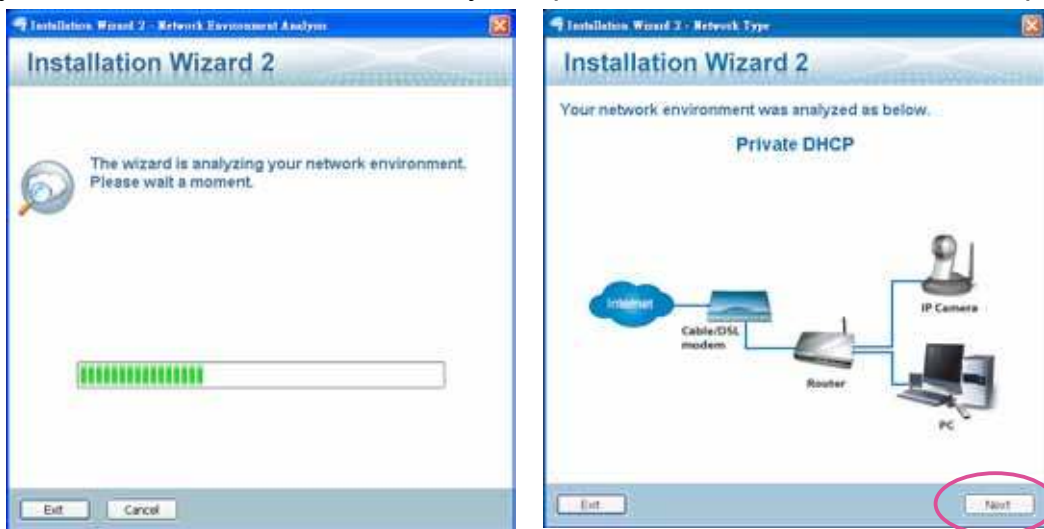 Installation Wizard 2 - Network Environment Analysis
Installation Wizard 2
The wizard is analyzing your network environment.
Please wait a moment.
Exit
Cancel
Installation Wizard 2 - Network Type
Installation Wizard 2
Your network environment was analyzed as below.
Private DHCP
Internet
Cable/DSL
modem
Router
IP Camera
PC
Exit
Next